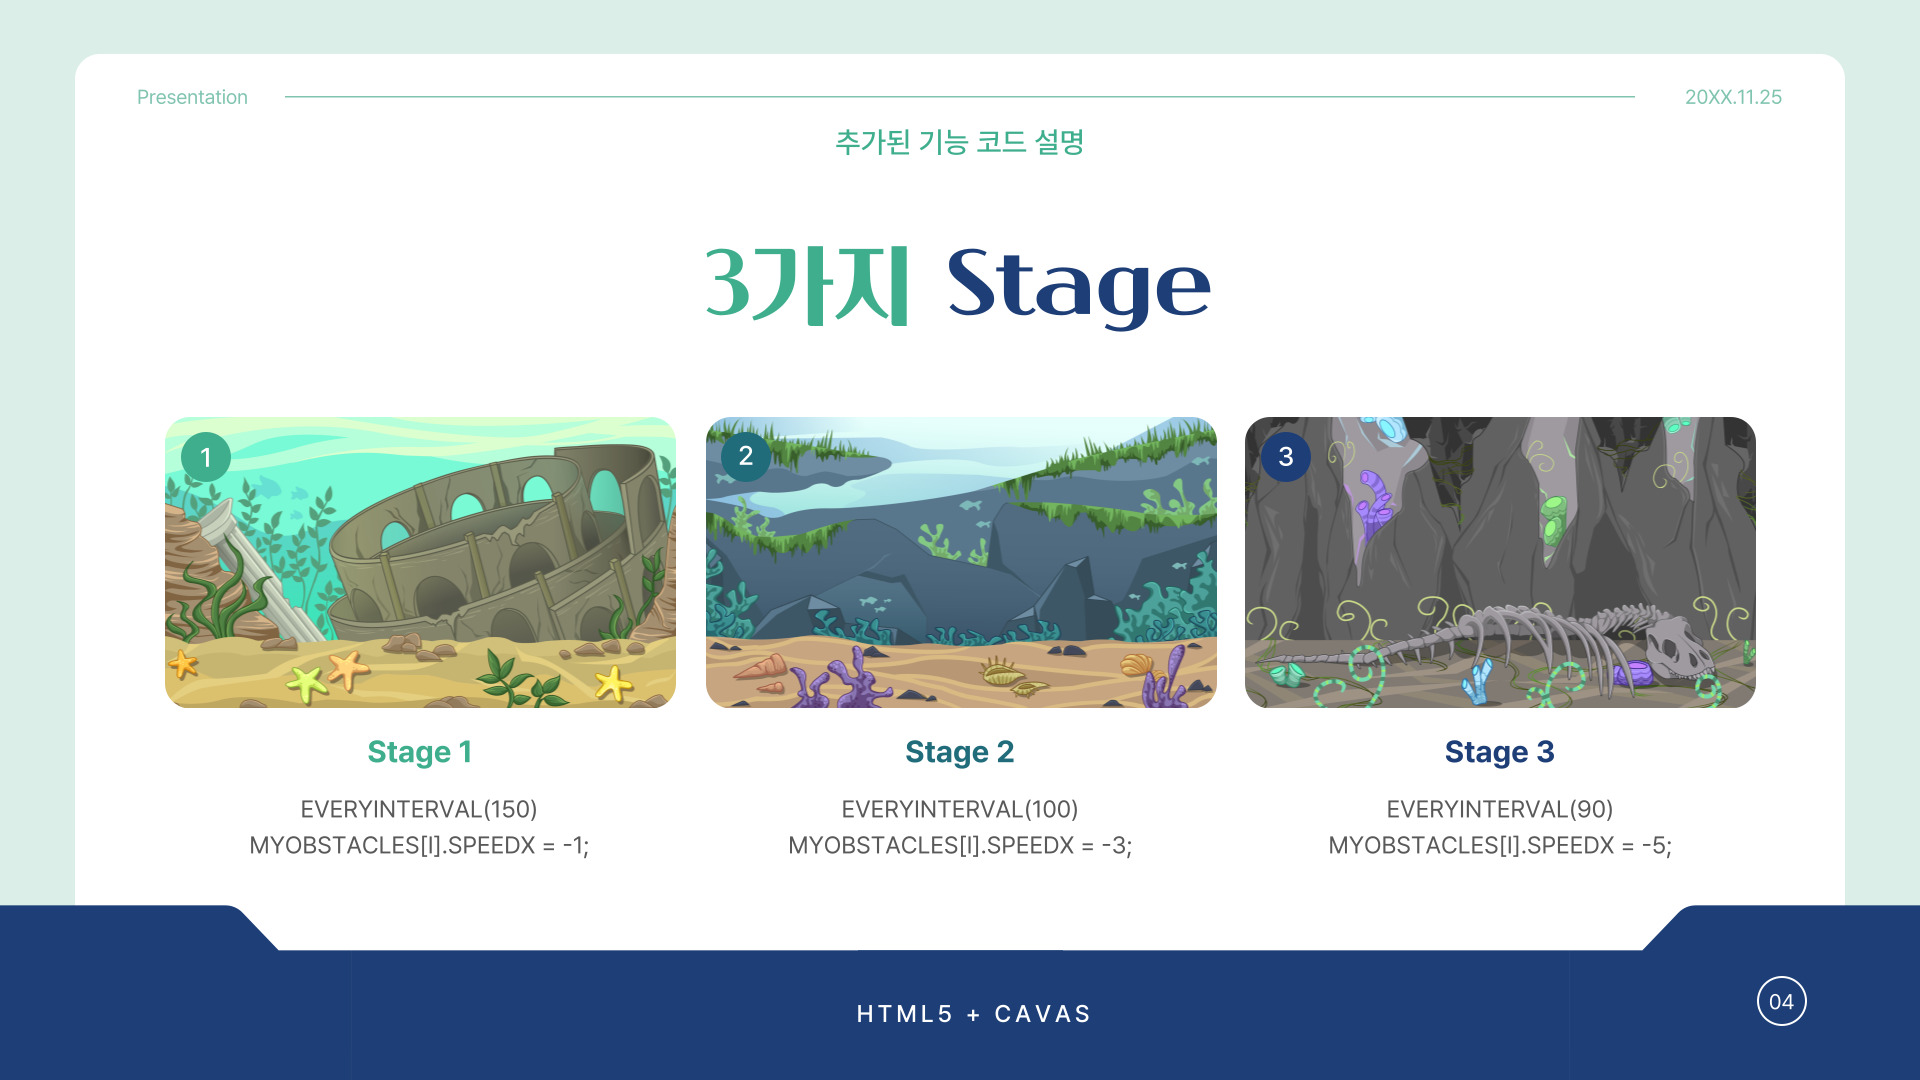 Presentation
20XX.11.25
추가된 기능 코드 설명
3가지 Stage
1
2
3
Stage 1
EVERYINTERVAL(150)
MYOBSTACLES[I].SPEEDX = -1;
Stage 2
EVERYINTERVAL(100)
MYOBSTACLES[I].SPEEDX = -3;
Stage 3
EVERYINTERVAL(90)
MYOBSTACLES[I].SPEEDX = -5;
HTML5 + CAVAS
04